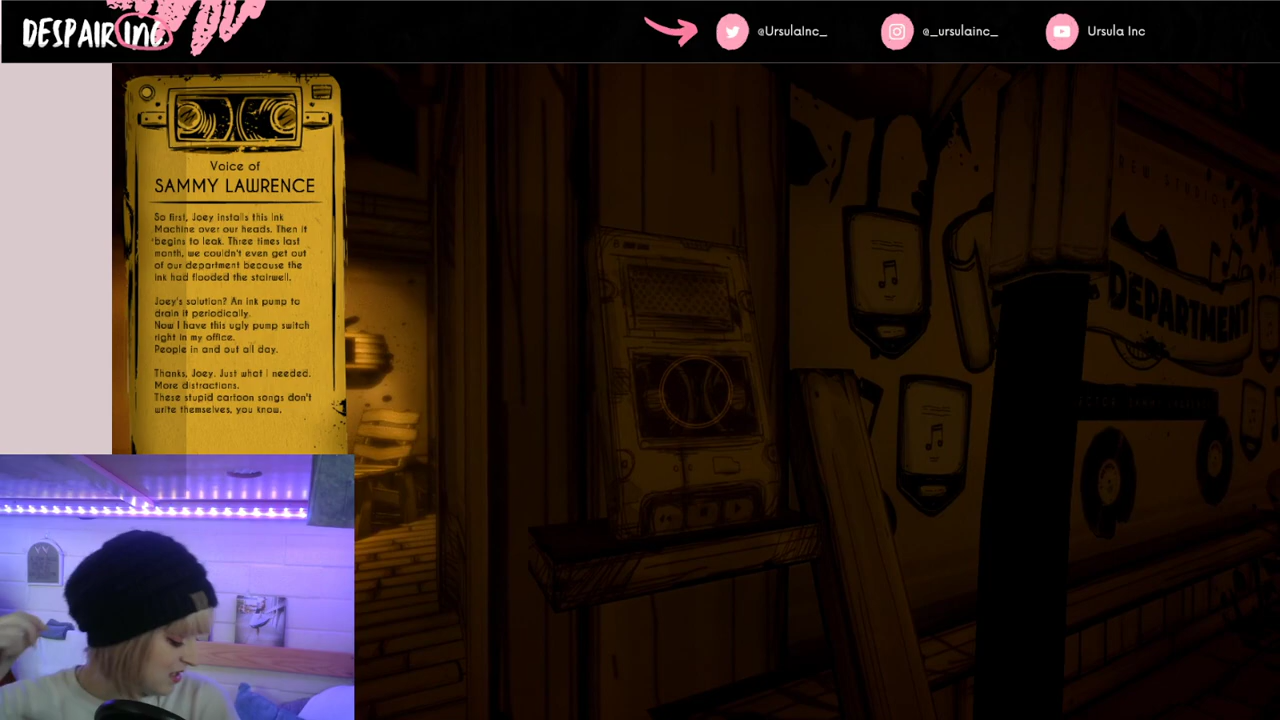 DESPAIR INC.
@UrsulaInc_
@_ursulainc_
Ursula Inc
Voice of
SAMMY LAWRENCE
So first, Joey installs this Ink
Machine over our heads. Then it
begins to leak. Three times last
month, we couldn't even get out
of our department because the
ink had flooded the stairwell.
Joey's solution? An ink pump to
drain it periodically.
Now I have this ugly pump switch
right in my office.
People in and out all day.
Thanks, Joey. Just what I needed.
More distractions.
These stupid cartoon songs don't
write themselves, you know.
DEPARTMENT